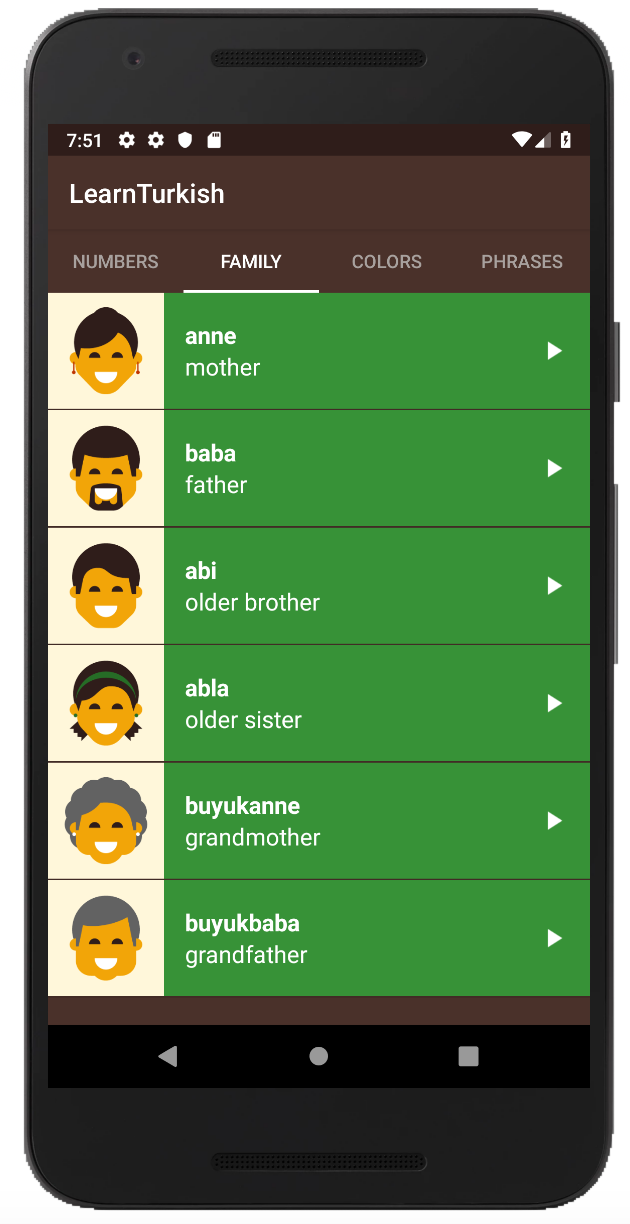 7:51
LearnTurkish
NUMBERS FAMILY COLORS PHRASES
anne
mother
baba
father
abi
older brother
abla
older sister
buyukanne
grandmother
buyukbaba
grandfather